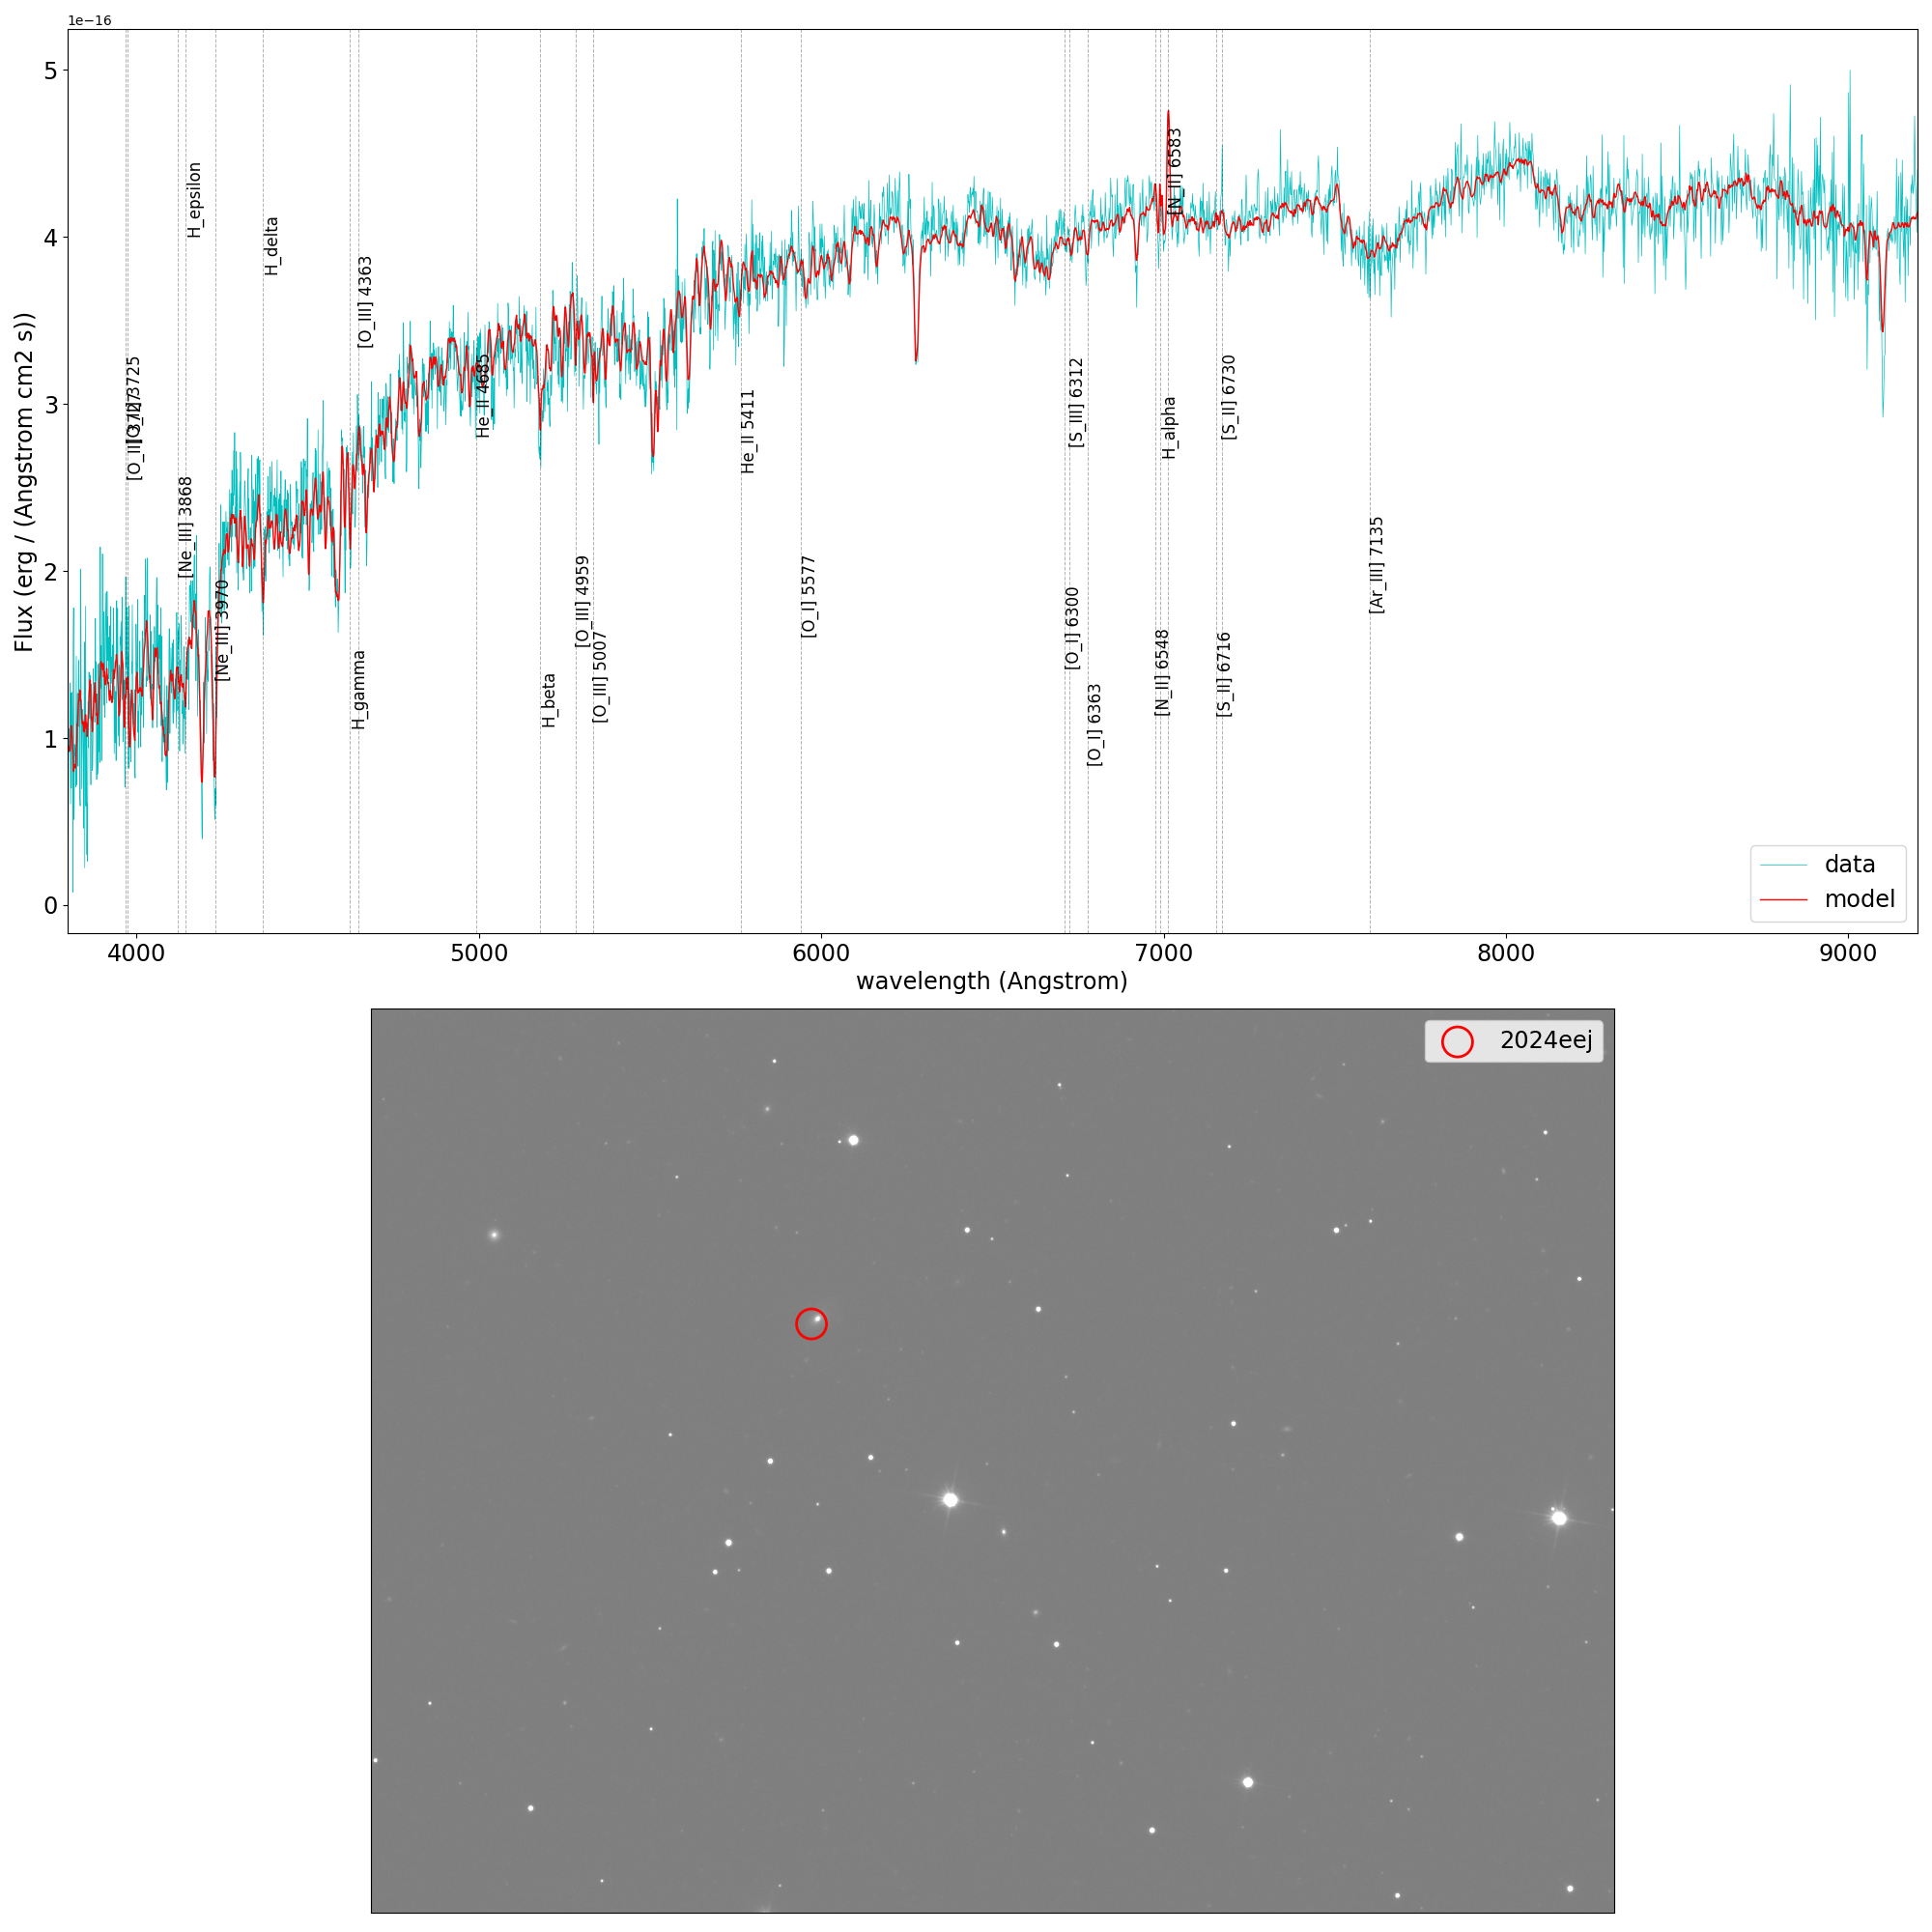 1e−16
5
4
3
2
1
0
Flux (erg / (Angstrom cm2 s))
[O_II] 3725
[Ne_III] 3868
H_epsilon
[Ne_III] 3970
H_delta
H_gamma
[O_III] 4363
He_II 4685
H_beta
[O_III] 4959
[O_III] 5007
He_II 5411
[O_I] 5577
[O_I] 6300
[S_III] 6312
[O_I] 6363
[N_II] 6548
H_alpha
[N_II] 6583
[S_II] 6716
[S_II] 6730
[Ar_III] 7135
data
model
4000 5000 6000 7000 8000 9000
wavelength (Angstrom)
2024eej